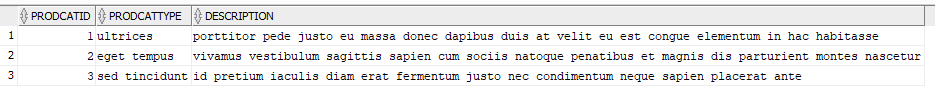 PRODCATID PRODCATTYPE DESCRIPTION
1 1 ultrices porttitor pede justo eu massa donec dapibus duis at velit eu est congue elementum in hac habitasse
2 2 eget tempus vivamus vestibulum sagittis sapien cum sociis natoque penatibus et magnis dis parturient montes nascetur
3 3 sed tincidunt id pretium iaculis diam erat fermentum justo nec condimentum neque sapien placerat ante